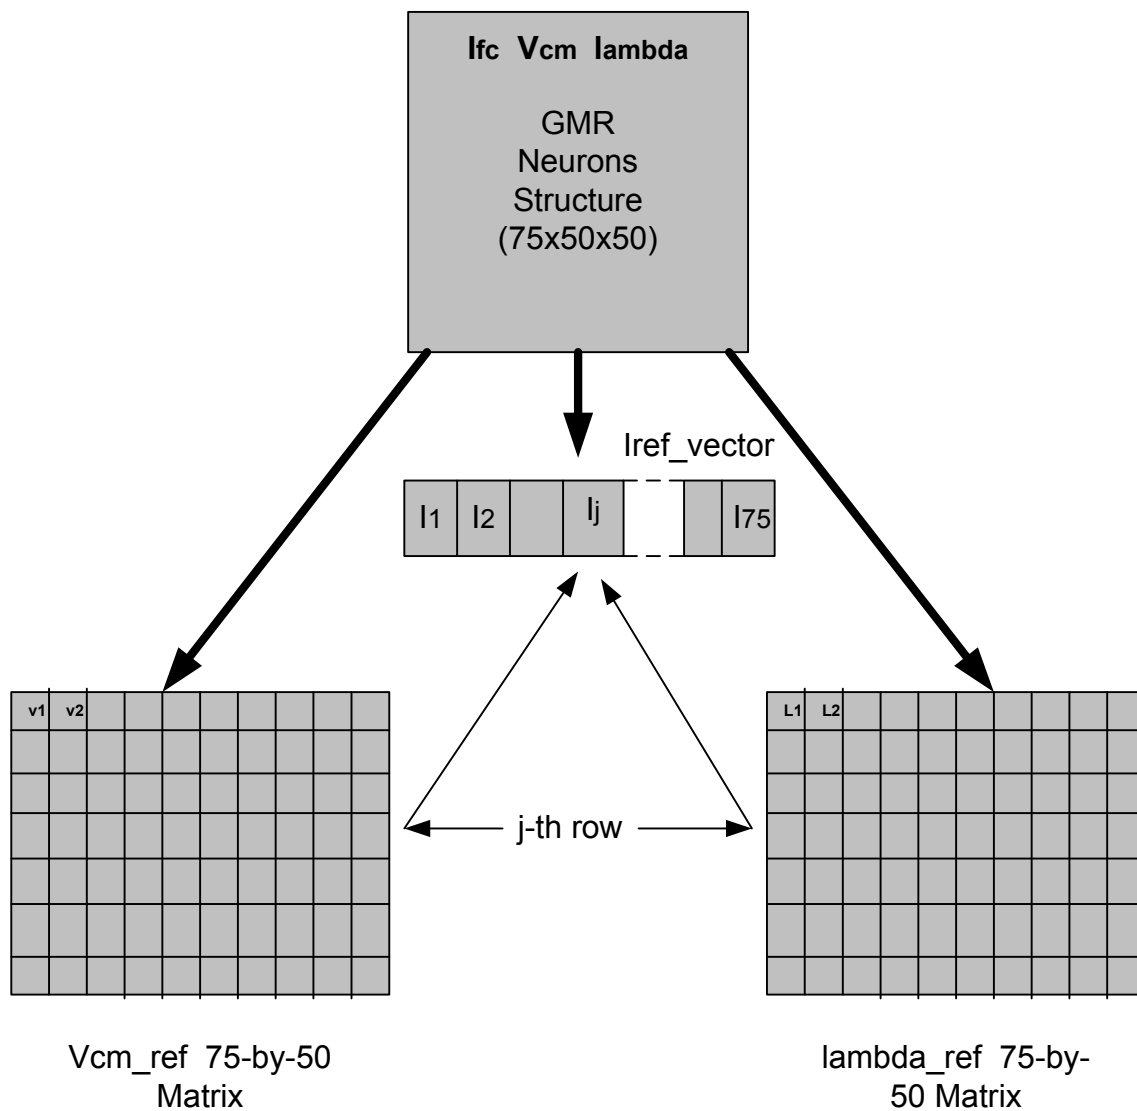 Ifc Vcm lambda
GMR
Neurons
Structure
(75x50x50)
Iref_vector
I1 I2 Ij I75
v1 v2
L1 L2
j-th row
Vcm_ref 75-by-50
Matrix
lambda_ref 75-by-
50 Matrix